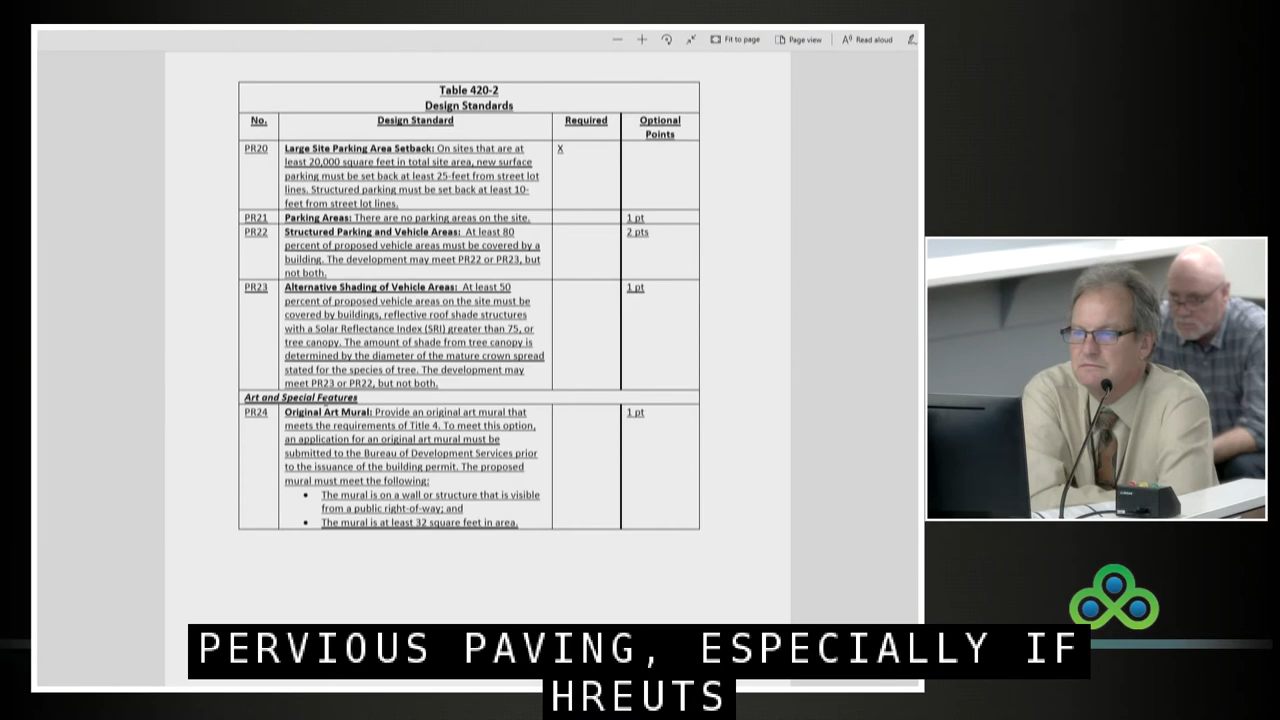 Fit to page
Page view
Read aloud
Table 420-2
Design Standards
No.
Design Standard
Required
Optional
Points
PR20
Large Site Parking Area Setback: On sites that are at
least 20,000 square feet in total site area, new surface
parking must be set back at least 25-feet from street lot
lines. Structured parking must be set back at least 10-
feet from street lot lines.
X
PR21
Parking Areas: There are no parking areas on the site.
1 pt
PR22
Structured Parking and Vehicle Areas: At least 80
percent of proposed vehicle areas must be covered by a
building. The development may meet PR22 or PR23, but
not both.
2 pts
PR23
Alternative Shading of Vehicle Areas: At least 50
percent of proposed vehicle areas on the site must be
covered by buildings, reflective roof shade structures
with a Solar Reflectance Index (SRI) greater than 75, or
tree canopy. The amount of shade from tree canopy is
determined by the diameter of the mature crown spread
stated for the species of tree. The development may
meet PR23 or PR22, but not both.
1 pt
Art and Special Features
PR24
Original Art Mural: Provide an original art mural that
meets the requirements of Title 4. To meet this option,
an application for an original art mural must be
submitted to the Bureau of Development Services prior
to the issuance of the building permit. The proposed
mural must meet the following:
• The mural is on a wall or structure that is visible
from a public right-of-way; and
• The mural is at least 32 square feet in area.
1 pt
PERVIOUS PAVING, ESPECIALLY IF
HREUTS